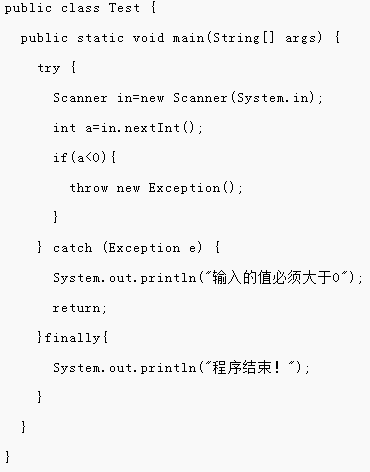 public class Test {
public static void main(String[] args) {
try {
Scanner in=new Scanner(System.in);
int a=in.nextInt();
if(a<0){
throw new Exception();
}
} catch (Exception e) {
System.out.println("输入的值必须大于0");
return;
}finally{
System.out.println("程序结束！");
}
}
}